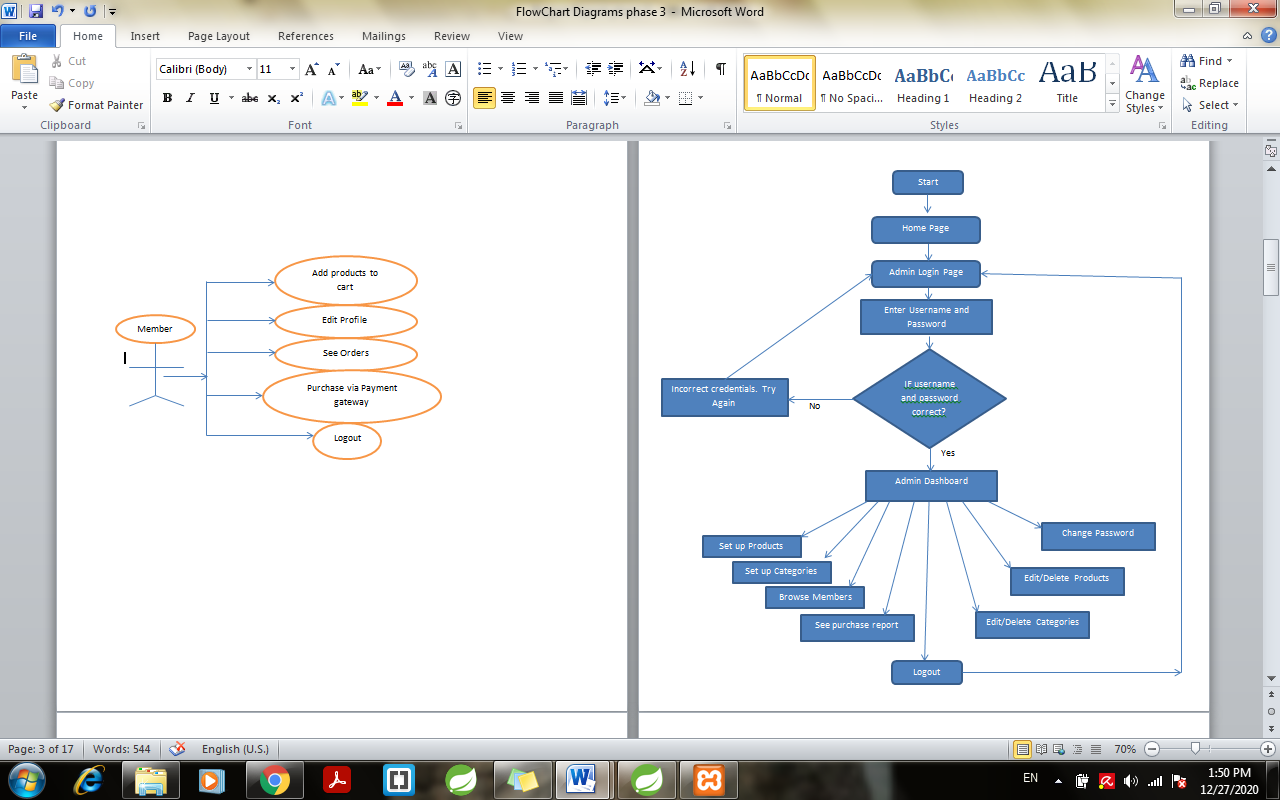 FlowChart Diagrams phase 3 - Microsoft Word
File Home Insert Page Layout References Mailings Review View
Paste
Cut
Copy
Format Painter
Clipboard
Calibri (Body) 11
Font
Paragraph
AaBbCcDc AaBbCcDc AaBbC AaBbCc AaB
¶ Normal ¶ No Spaci... Heading 1 Heading 2 Title
Change
Styles
Styles
Find
Replace
Select
Editing
Member
Add products to
cart
Edit Profile
See Orders
Purchase via Payment
gateway
Logout
Start
Home Page
Admin Login Page
Enter Username and
Password
IF username
and password
correct?
No
Incorrect credentials. Try
Again
Yes
Admin Dashboard
Set up Products
Set up Categories
Browse Members
See purchase report
Change Password
Edit/Delete Products
Edit/Delete Categories
Logout
Page: 3 of 17 Words: 544 English (U.S.) 70%
EN
1:50 PM
12/27/2020